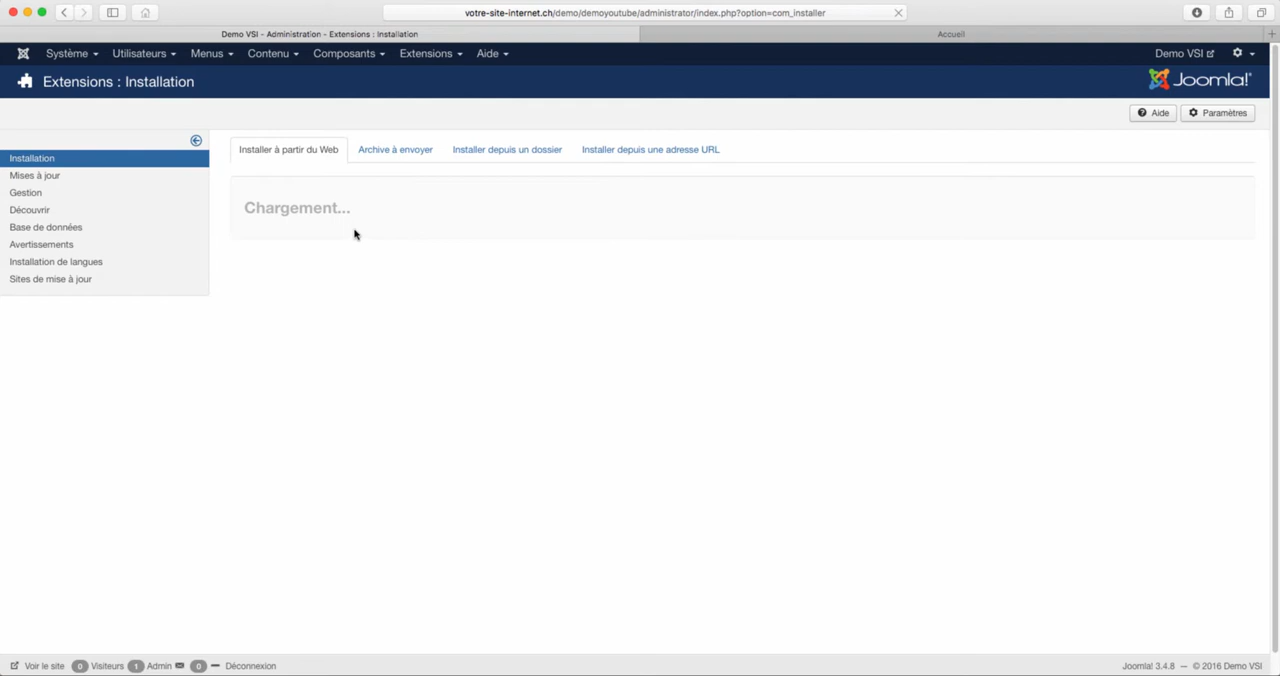 votre-site-internet.ch/demo/demoyoutube/administrator/index.php?option=com_installer
Demo VSI - Administration - Extensions : Installation
Accueil
Système Utilisateurs Menus Contenu Composants Extensions Aide Demo VSI
Extensions : Installation Joomla!
Aide Paramètres
Installer à partir du Web Archive à envoyer Installer depuis un dossier Installer depuis une adresse URL
Installation
Mises à jour
Gestion
Découvrir
Base de données
Avertissements
Installation de langues
Sites de mise à jour
Chargement...
Voir le site 0 Visiteurs 1 Admin 0 Déconnexion Joomla! 3.4.8 — © 2016 Demo VSI